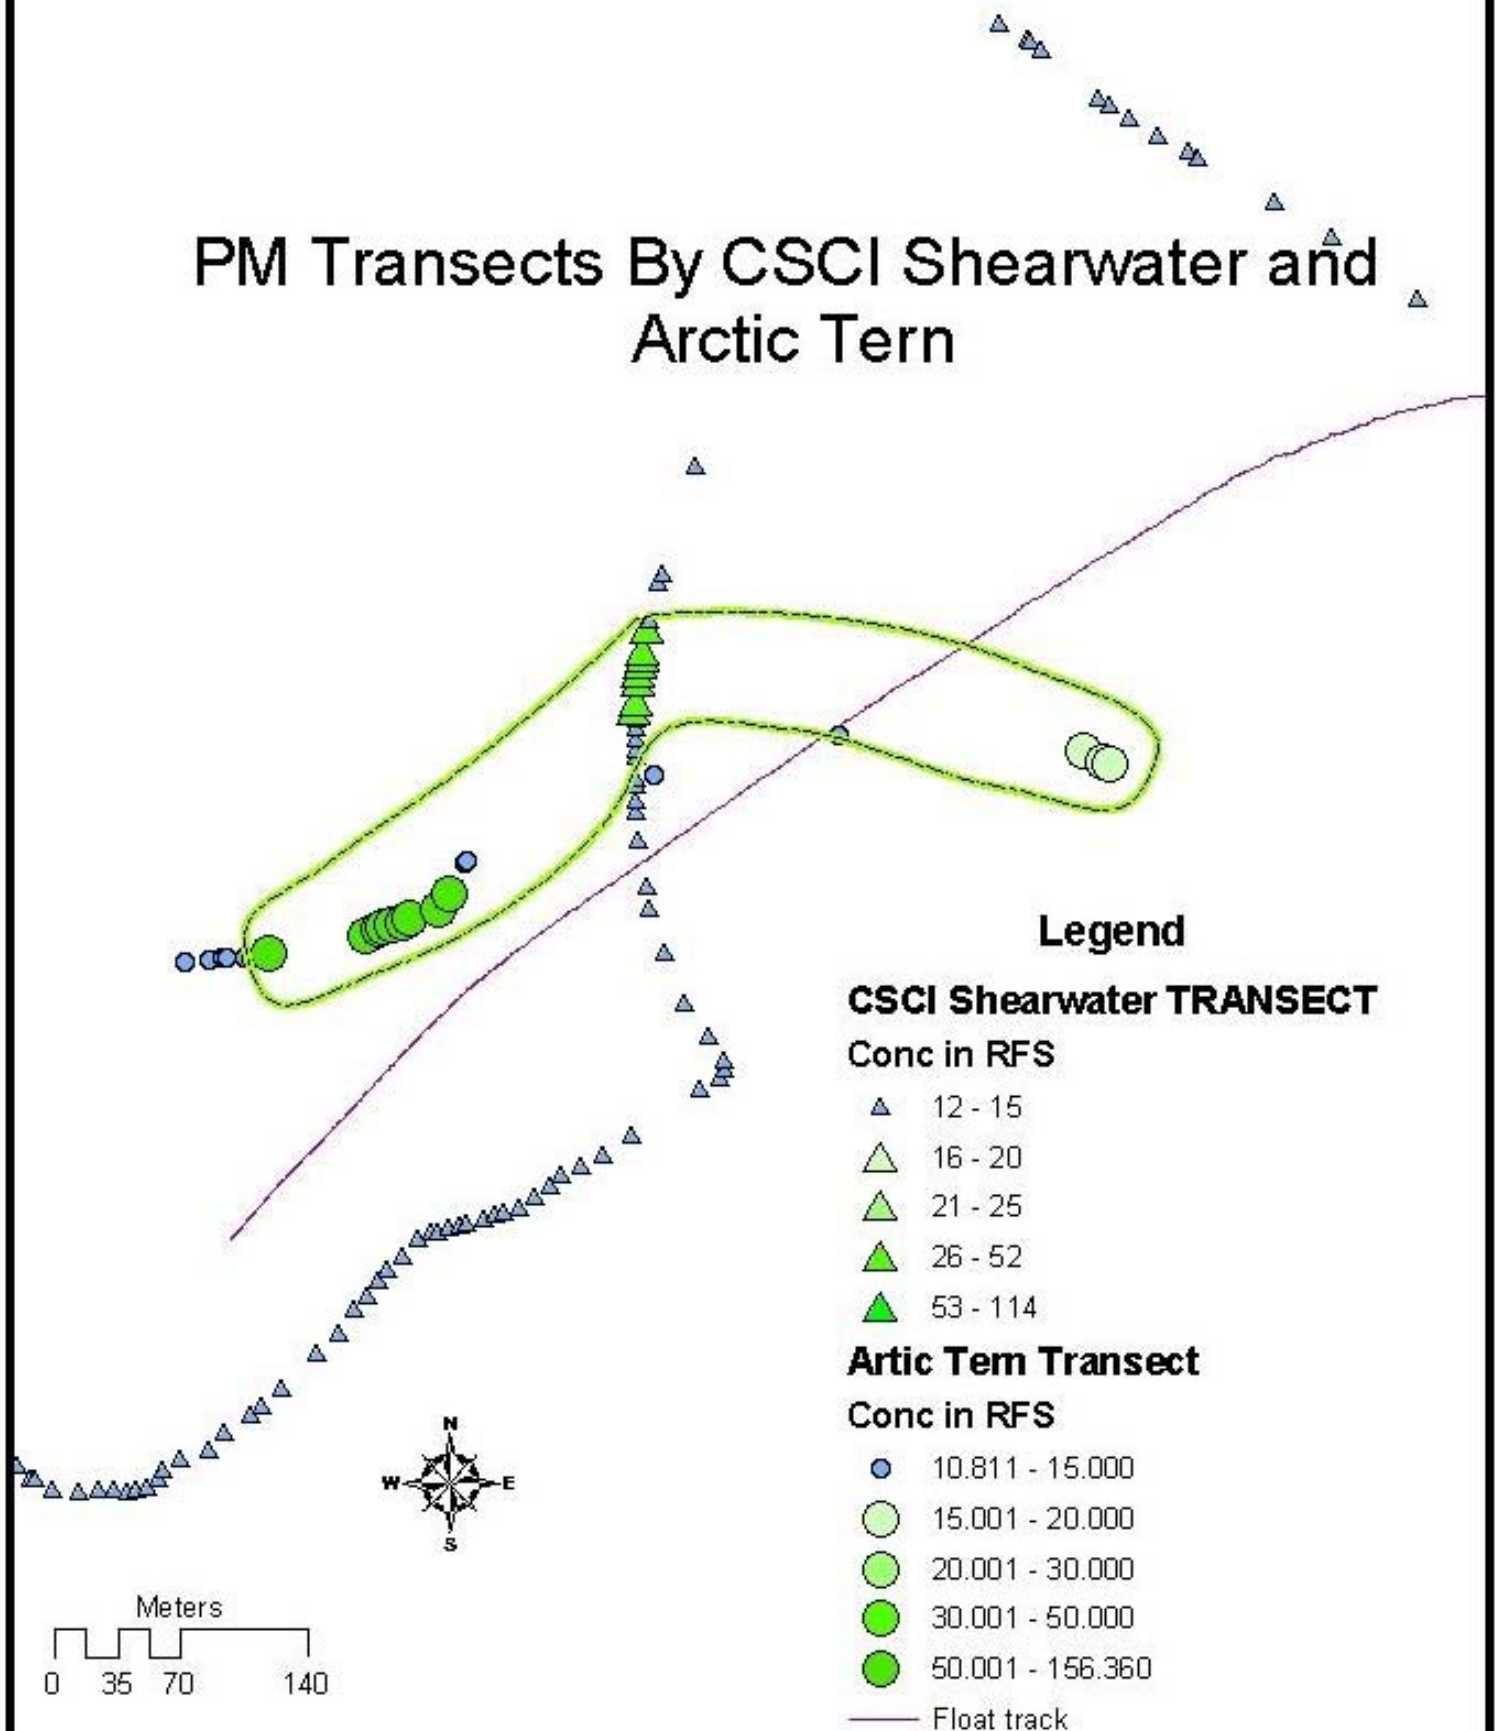 PM Transects By CSCI Shearwater and
Arctic Tern
Legend
CSCI Shearwater TRANSECT
Conc in RFS
12 - 15
16 - 20
21 - 25
26 - 52
53 - 114
Artic Tern Transect
Conc in RFS
10.811 - 15.000
15.001 - 20.000
20.001 - 30.000
30.001 - 50.000
50.001 - 156.360
Float track
N
W E
S
Meters
0 35 70 140